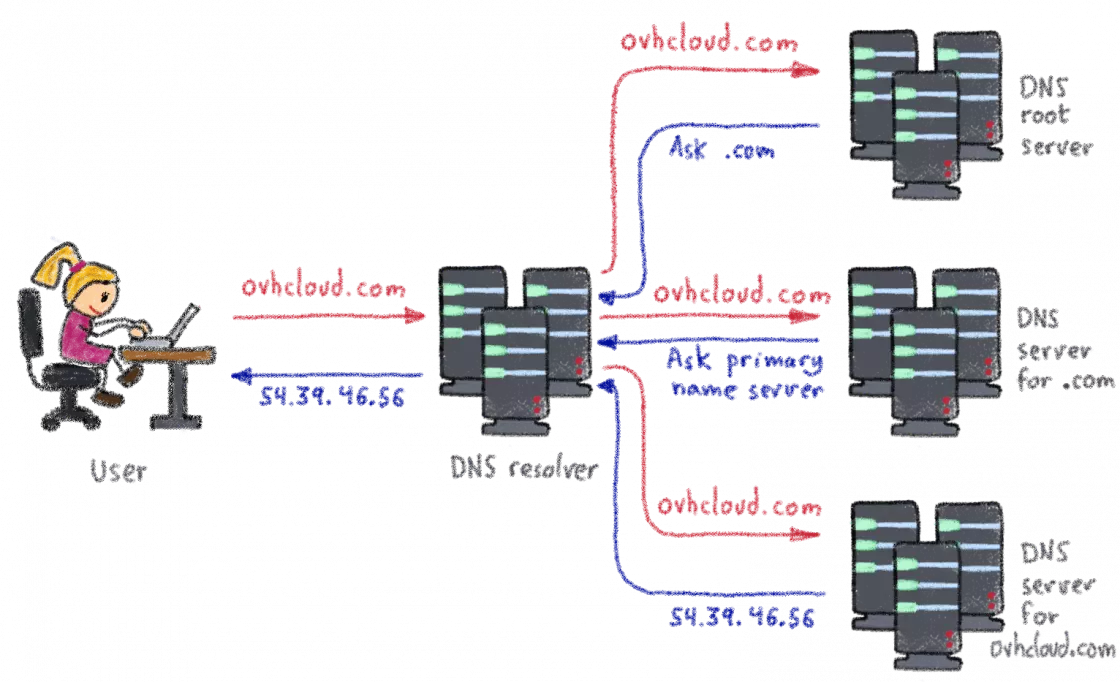 ovhcloud.com
Ask .com
DNS
root
server
ovhcloud.com
54.39.46.56
User
DNS resolver
ovhcloud.com
Ask primary
name server
DNS
server
for .com
ovhcloud.com
54.39.46.56
DNS
server
for
ovhcloud.com